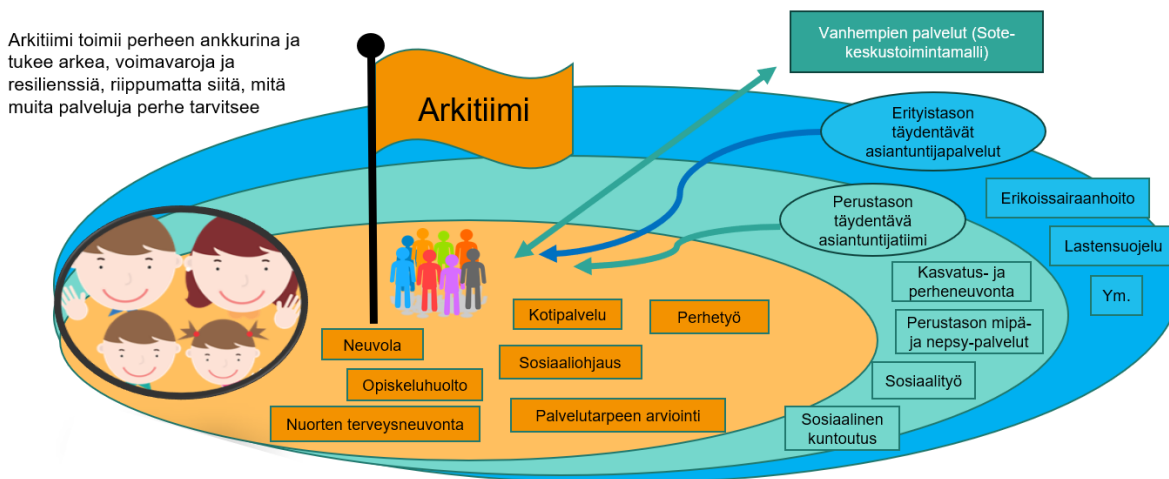 Arkitiimi toimii perheen ankkurina ja
tukee arkea, voimavaroja ja
resilienssiä, riippumatta siitä, mitä
muita palveluja perhe tarvitsee
Arkitiimi
Vanhempien palvelut (Sote-
keskustoimintamalli)
Erityistason
täydentävät
asiantuntijapalvelut
Erikoissairaanhoito
Perustason
täydentävä
asiantuntijatiimi
Lastensuojelu
Kasvatus- ja
perheneuvonta
Ym.
Kotipalvelu
Perhetyö
Perustason mipä-
ja nepsy-palvelut
Neuvola
Sosiaaliohjaus
Sosiaalityö
Opiskeluhuolto
Nuorten terveysneuvonta
Palvelutarpeen arviointi
Sosiaalinen
kuntoutus